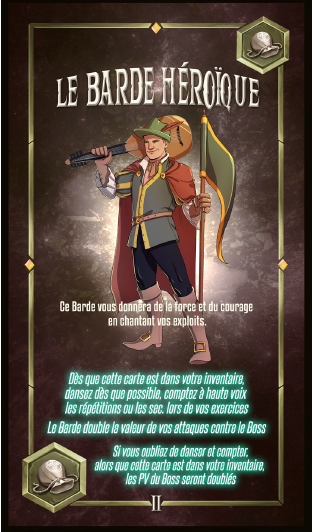 LE BARDE HÉROÏQUE
Ce Barde vous donnera de la force et du courage
en chantant vos exploits.
Dès que cette carte est dans votre inventaire,
dansez dès que possible, comptez à haute voix
les répétitions ou les sec. lors de vos exercices
Le Barde double la valeur de vos attaques contre le Boss
Si vous oubliez de danser et compter,
alors que cette carte est dans votre inventaire,
les PV du Boss seront doublés
II